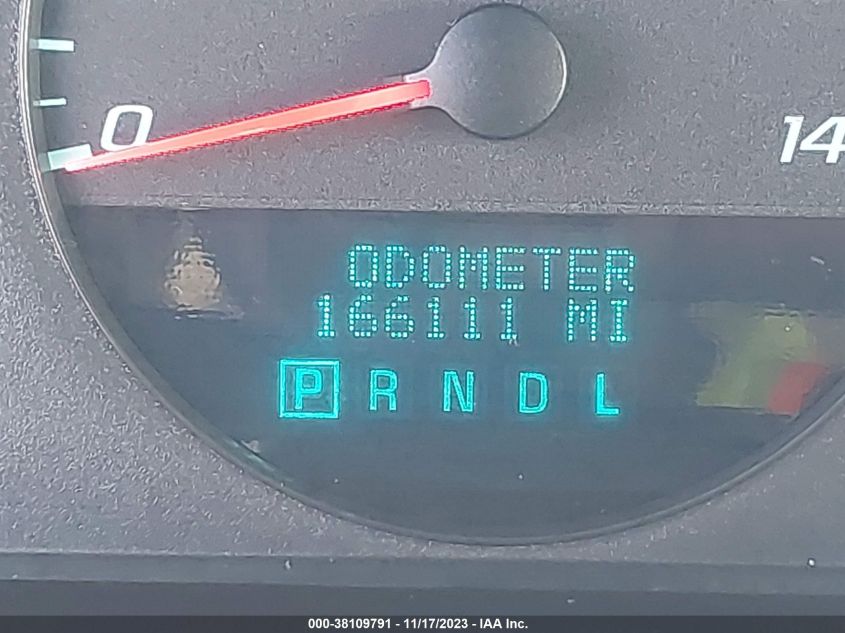 0
14
ODOMETER
166111 MI
P R N D L
000-38109791 - 11/17/2023 - IAA Inc.